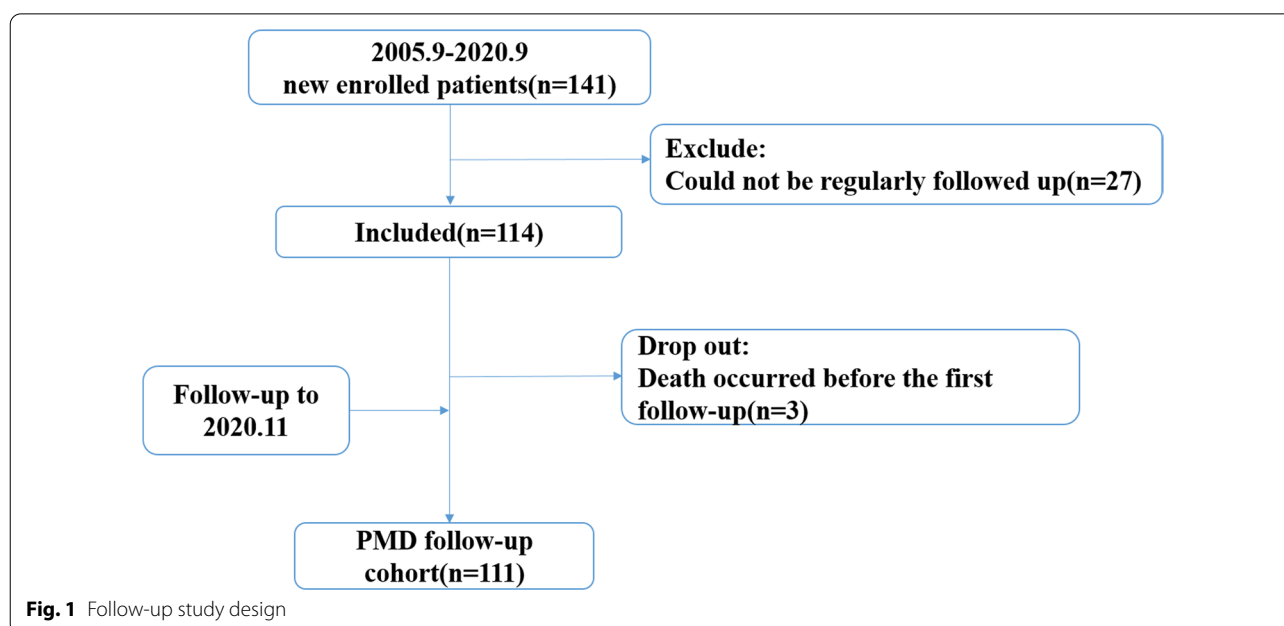 2005.9-2020.9
new enrolled patients(n=141)
Exclude:
Could not be regularly followed up(n=27)
Included(n=114)
Drop out:
Death occurred before the first
follow-up(n=3)
Follow-up to
2020.11
PMD follow-up
cohort(n=111)
Fig. 1 Follow-up study design